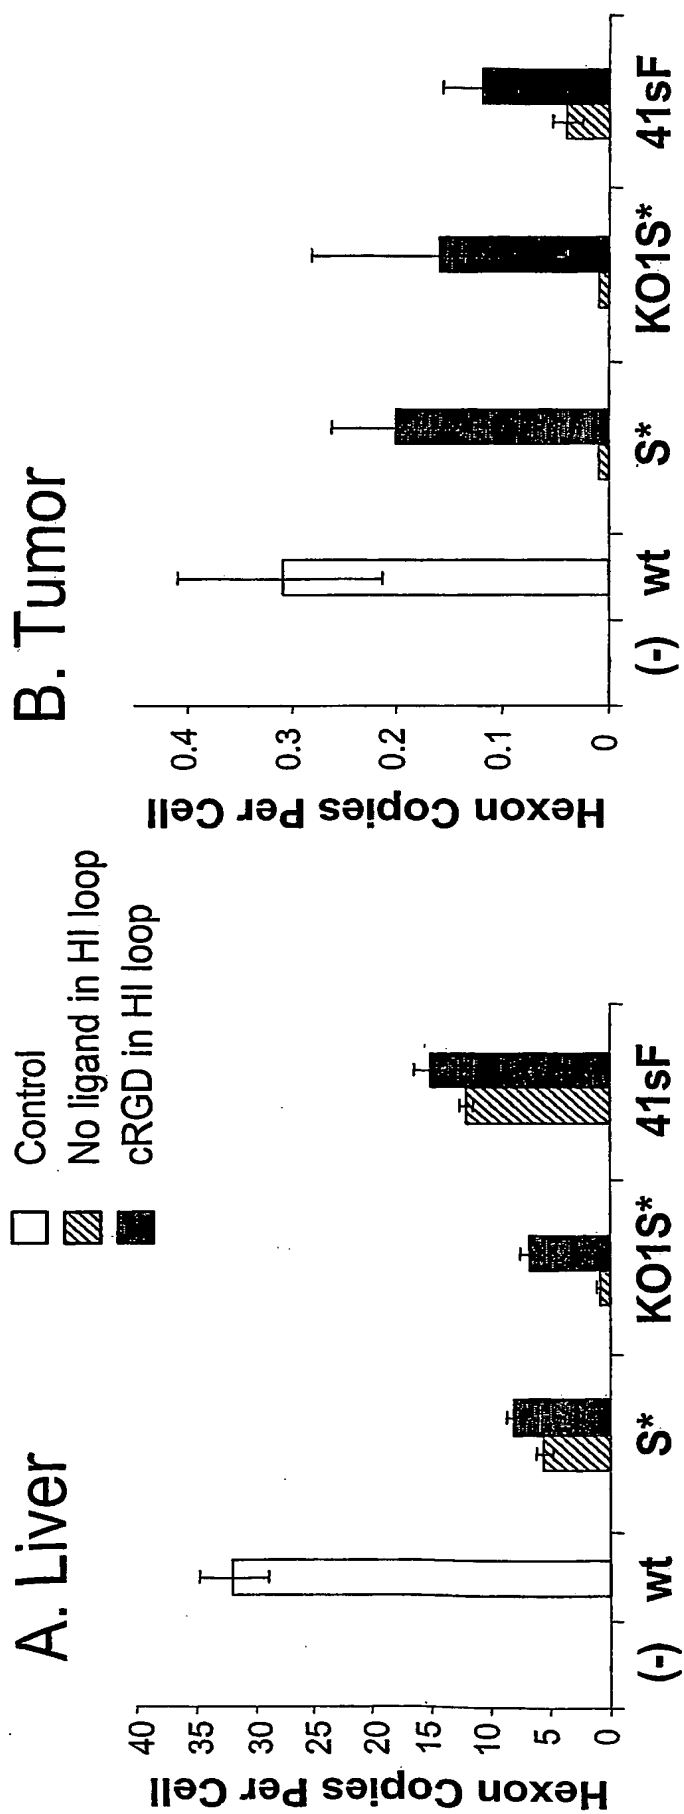 A. Liver
Control
No ligand in HI loop
cRGD in HI loop
Hexon Copies Per Cell
40
35
30
25
20
15
10
5
0
(-) wt S* KO1S* 41sF
B. Tumor
Hexon Copies Per Cell
0.4
0.3
0.2
0.1
0
(-) wt S* KO1S* 41sF